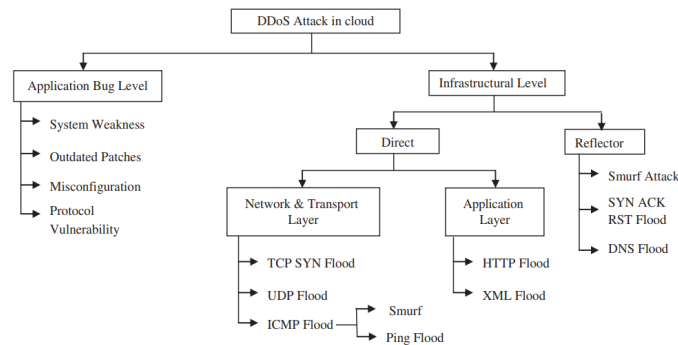 DDoS Attack in cloud
Application Bug Level
Infrastructural Level
System Weakness
Outdated Patches
Misconfiguration
Protocol
Vulnerability
Direct
Reflector
Smurf Attack
SYN ACK
RST Flood
DNS Flood
Network & Transport
Layer
Application
Layer
TCP SYN Flood
UDP Flood
ICMP Flood
Smurf
Ping Flood
HTTP Flood
XML Flood